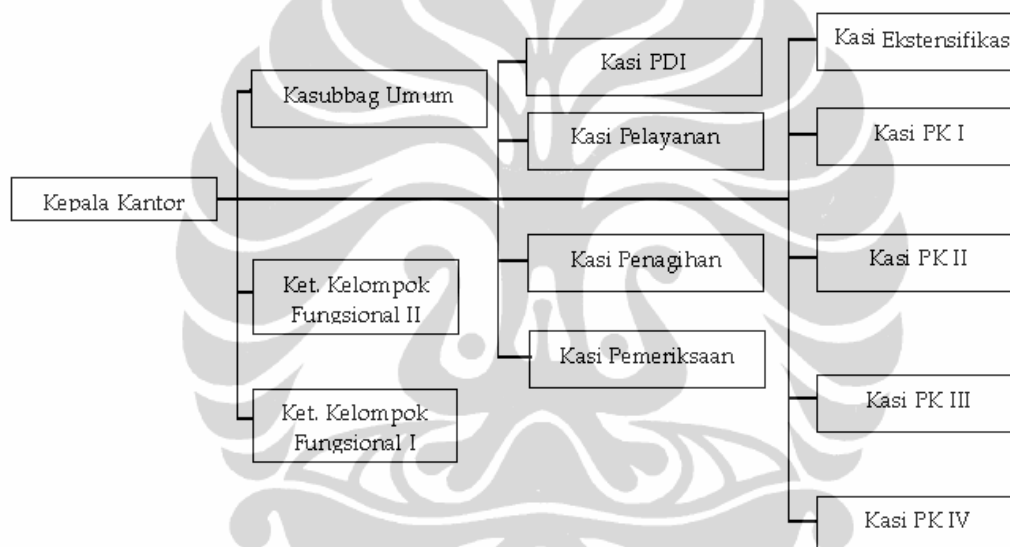 Kepala Kantor
Kasubbag Umum
Ket. Kelompok
Fungsional II
Ket. Kelompok
Fungsional I
Kasi PDI
Kasi Pelayanan
Kasi Penagihan
Kasi Pemeriksaan
Kasi Ekstensifikas
Kasi PK I
Kasi PK II
Kasi PK III
Kasi PK IV